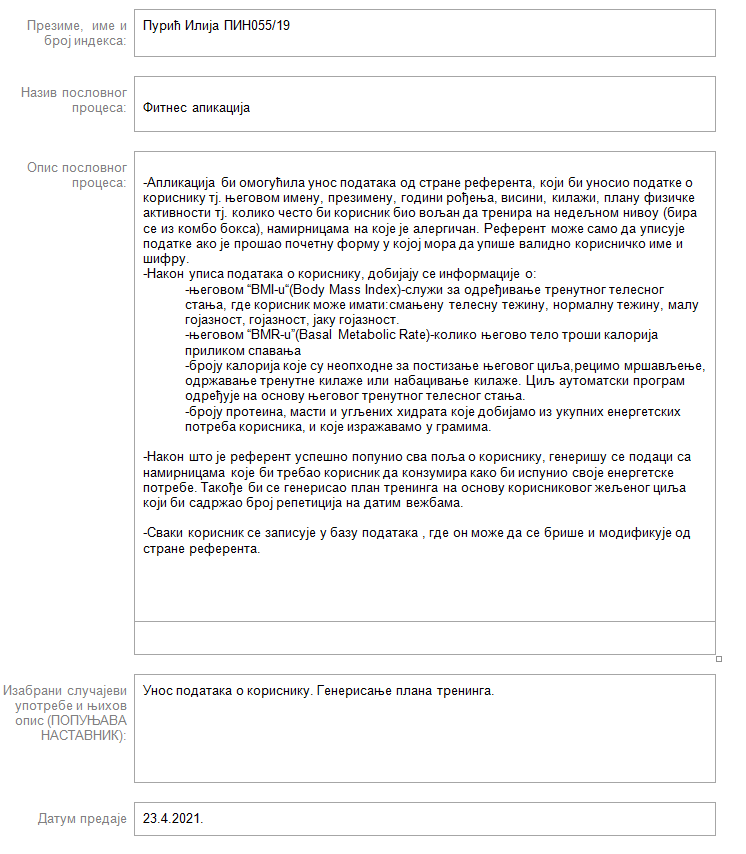 Презиме, име и
број индекса:
Пурић Илија ПИН055/19
Назив пословног
процеса:
Фитнес апикација
Опис пословног
процеса:
-Апликација би омогућила унос података од стране референта, који би уносио податке о
кориснику тј. његовом имену, презимену, години рођења, висини, килажи, плану физичке
активности тј. колико често би корисник био вољан да тренира на недељном нивоу (бира
се из комбо бокса), намирницама на које је алергичан. Референт може само да уписује
податке ако је прошао почетну форму у којој мора да упише валидно корисничко име и
шифру.
-Након уписа података о кориснику, добијају се информације о:
-његовом “BMI-u“(Body Mass Index)-служи за одређивање тренутног телесног
стања, где корисник може имати:смањену телесну тежину, нормалну тежину, малу
гојазност, гојазност, јаку гојазност.
-његовом “BMR-u”(Basal Metabolic Rate)-колико његово тело троши калорија
приликом спавања
-броју калорија које су неопходне за постизање његовог циља,рецимо мршављење,
одржавање тренутне килаже или набацивање килаже. Циљ аутоматски програм
одређује на основу његовог тренутног телесног стања.
-броју протеина, масти и угљених хидрата које добијамо из укупних енергетских
потреба корисника, и које изражавамо у грамима.
-Након што је референт успешно попунио сва поља о кориснику, генеришу се подаци са
намирницама које би требао корисник да конзумира како би испунио своје енергетске
потребе. Такође би се генерисао план тренинга на основу корисниковог жељеног циља
који би садржао број репетиција на датим вежбама.
-Сваки корисник се записује у базу података , где он може да се брише и модификује од
стране референта.
Изабрани случајеви
употребе и њихов
опис (ПОПУЊАВА
НАСТАВНИК):
Унос података о кориснику. Генерисање плана тренинга.
Датум предаје
23.4.2021.